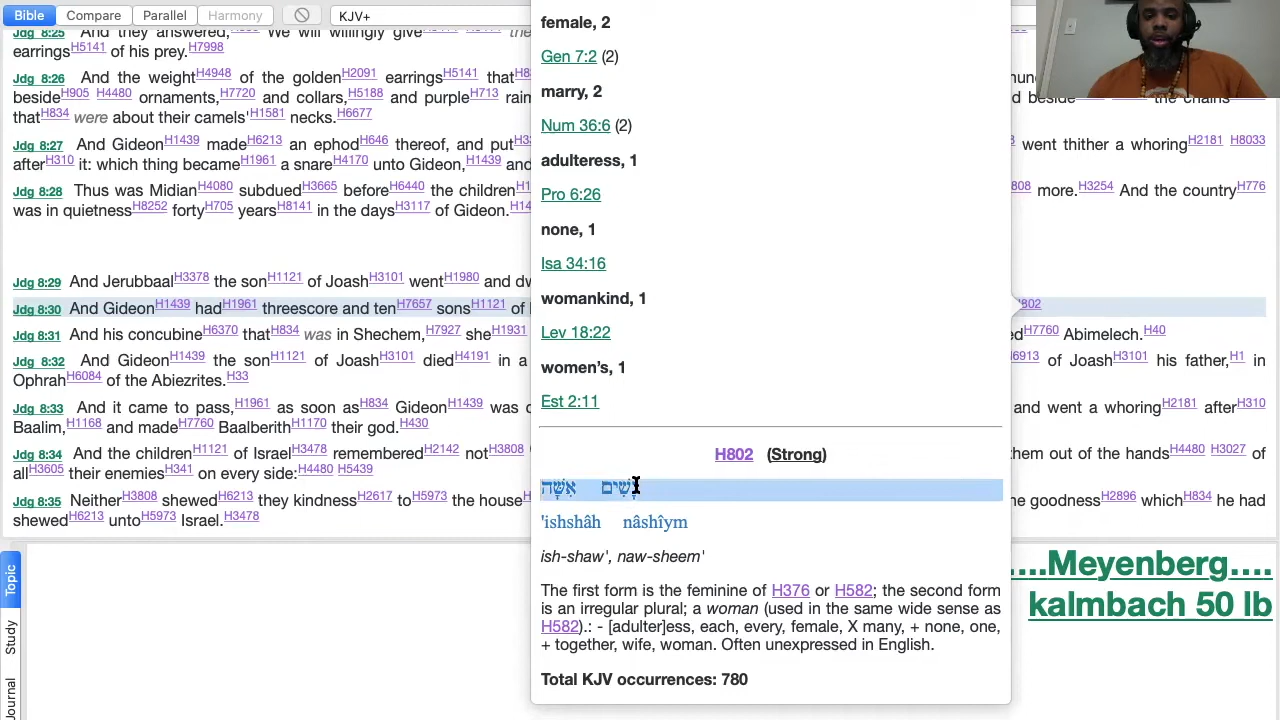 Bible Compare Parallel Harmony KJV+
Jdg 8:25 And they answered, We will willingly give
earrings H5141 of his prey. H7998
Jdg 8:26 And the weight H4948 of the golden H2091 earrings H5141 that
beside H905 H4480 ornaments, H7720 and collars, H5188 and purple H713 beside the chains
that H834 were about their camels' H1581 necks. H6677
Jdg 8:27 And Gideon H1439 made H6213 an ephod H646 thereof, and put went thither a whoring H2181 H8033
after H310 it: which thing became H1961 a snare H4170 unto Gideon, H1439 and
Jdg 8:28 Thus was Midian H4080 subdued H3665 before H6440 the children more. H3254 And the country H776
was in quietness H8252 forty H705 years H8141 in the days H3117 of Gideon.
Jdg 8:29 And Jerubbaal H3378 the son H1121 of Joash H3101 went H1980 and
Jdg 8:30 And Gideon H1439 had H1961 threescore and ten H7657 sons H1121 of
Jdg 8:31 And his concubine H6370 that H834 was in Shechem, H7927 she H1931 H7760 Abimelech. H40
Jdg 8:32 And Gideon H1439 the son H1121 of Joash H3101 died H4191 in a of Joash H3101 his father, H1 in
Ophrah H6084 of the Abiezrites. H33
Jdg 8:33 And it came to pass, H1961 as soon as H834 Gideon H1439 was and went a whoring H2181 after H310
Baalim, H1168 and made H7760 Baalberith H1170 their god. H430
Jdg 8:34 And the children H1121 of Israel H3478 remembered H2142 not H3808 them out of the hands H4480 H3027 of
all H3605 their enemies H341 on every side: H4480 H5439
Jdg 8:35 Neither H3808 shewed H6213 they kindness H2617 to H5973 the house goodness H2896 which H834 he had
shewed H6213 unto H5973 Israel. H3478
female, 2
Gen 7:2 (2)
marry, 2
Num 36:6 (2)
adulteress, 1
Pro 6:26
none, 1
Isa 34:16
womankind, 1
Lev 18:22
women’s, 1
Est 2:11
H802 (Strong)
אִשָּׁה נָשִׁים
'ishshâh nâshîym
ish-shaw', naw-sheem'
The first form is the feminine of H376 or H582; the second form
is an irregular plural; a woman (used in the same wide sense as
H582).: - [adulter]ess, each, every, female, X many, + none, one,
+ together, wife, woman. Often unexpressed in English.
Total KJV occurrences: 780
Topic
Study
Journal
....Meyenberg....
kalmbach 50 lb